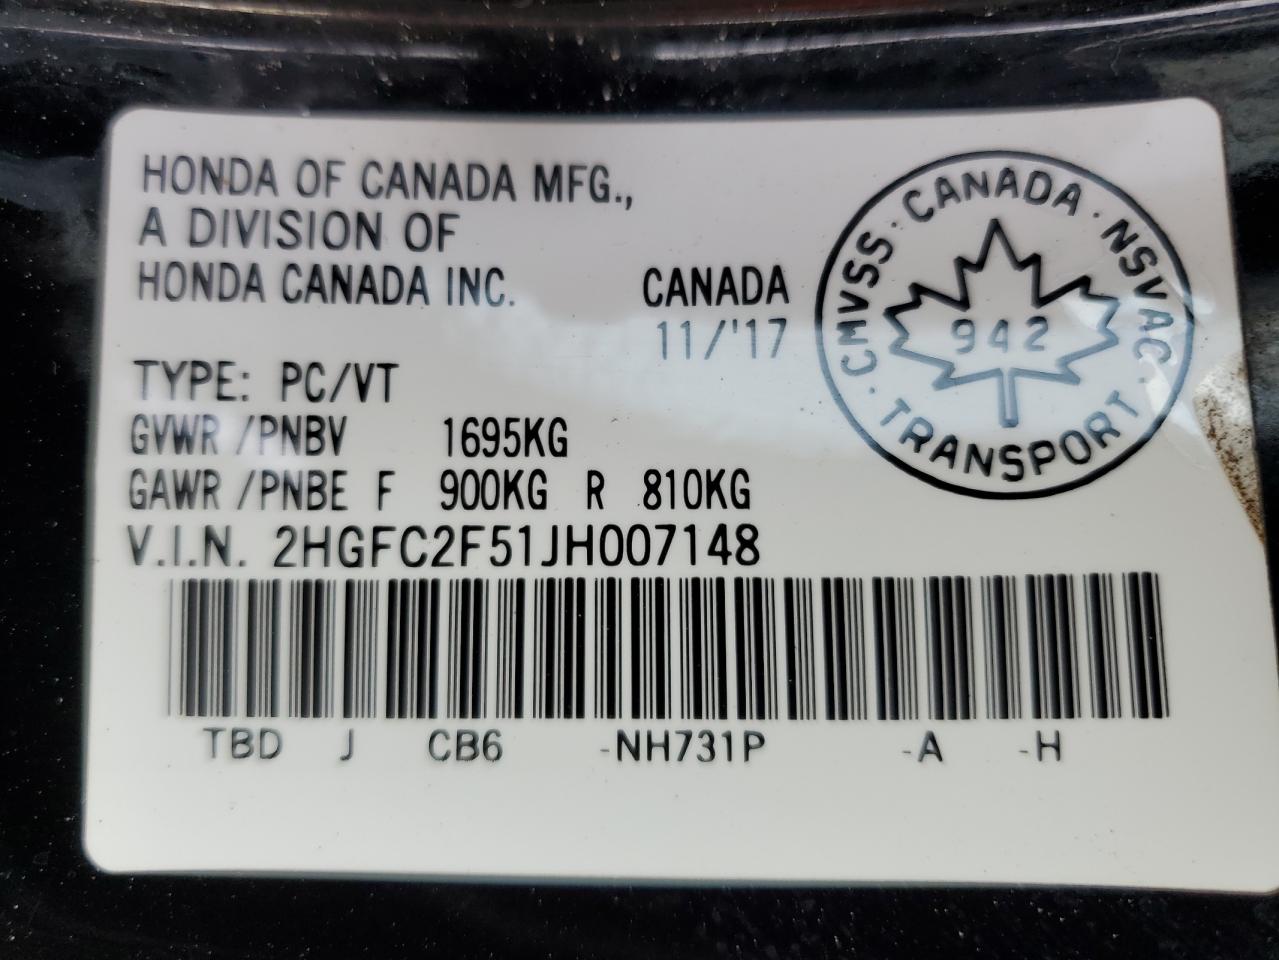 HONDA OF CANADA MFG.,
A DIVISION OF
HONDA CANADA INC. CANADA
11/'17
· CMVSS · CANADA · NSVAC · TRANSPORT
942
TYPE: PC/VT
GVWR /PNBV 1695KG
GAWR /PNBE F 900KG R 810KG
V.I.N. 2HGFC2F51JH007148
TBD J CB6 -NH731P -A -H